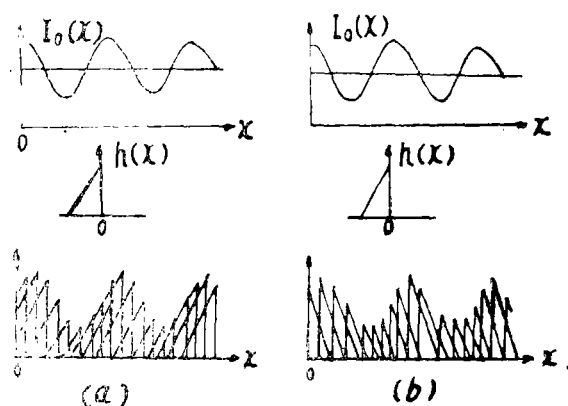 I₀(x) I₀(x)
0 x 0 x
h(x) h(x)
0 0
0 x 0 x
(a) (b)